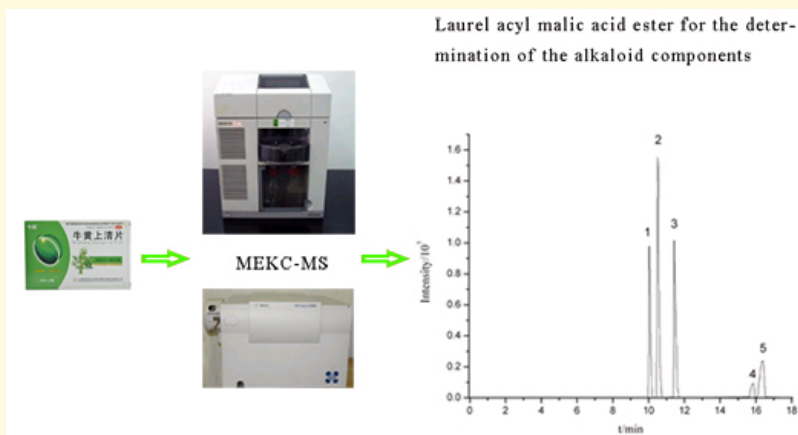 Laurel acyl malic acid ester for the deter-
mination of the alkaloid components
牛黄上清片
MEKC-MS
Intensity/10⁷
1.6
1.4
1.2
1.0
0.8
0.6
0.4
0.2
0.0
1
2
3
4
5
0 2 4 6 8 10 12 14 16 18
t/min